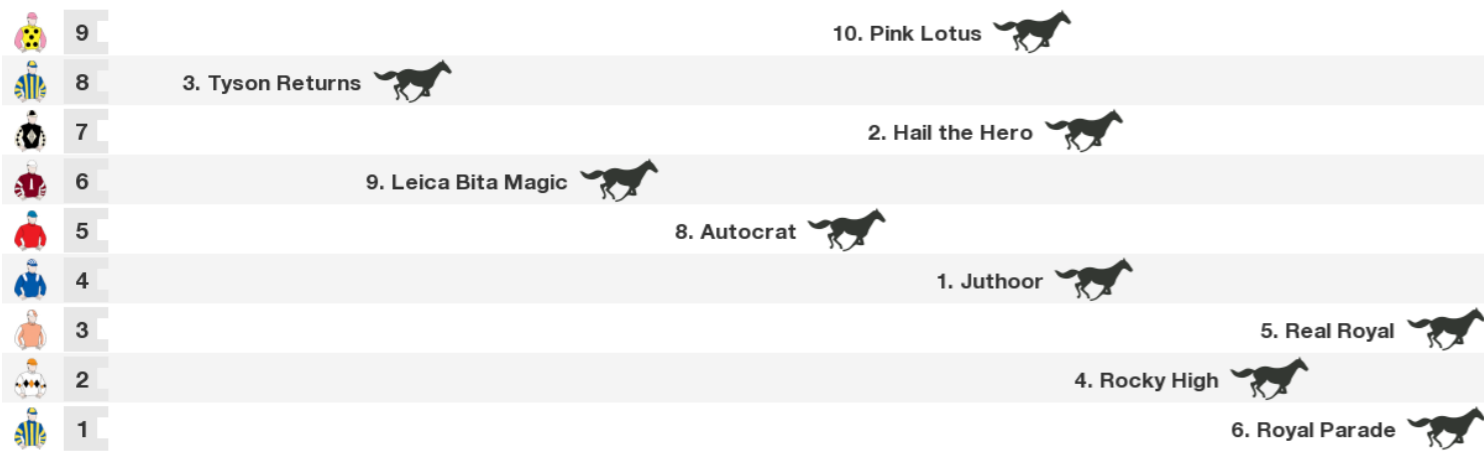 9 10. Pink Lotus
8 3. Tyson Returns
7 2. Hail the Hero
6 9. Leica Bita Magic
5 8. Autocrat
4 1. Juthoor
3 5. Real Royal
2 4. Rocky High
1 6. Royal Parade